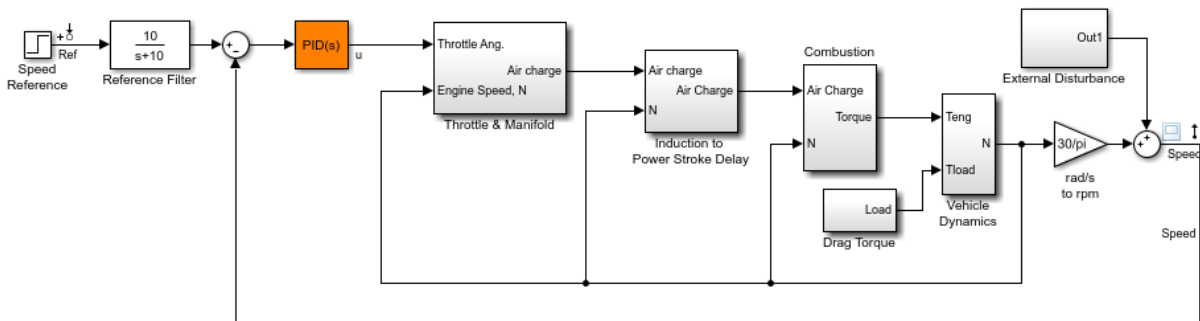 Ref
Speed
Reference
10
s+10
Reference Filter
+
−
PID(s)
u
Throttle Ang.
Air charge
Engine Speed, N
Throttle & Manifold
Air charge
Air Charge
N
Induction to
Power Stroke Delay
Combustion
Air Charge
Torque
N
Load
Drag Torque
Teng
N
Tload
Vehicle
Dynamics
30/pi
rad/s
to rpm
Out1
External Disturbance
+
+
Speed
Speed